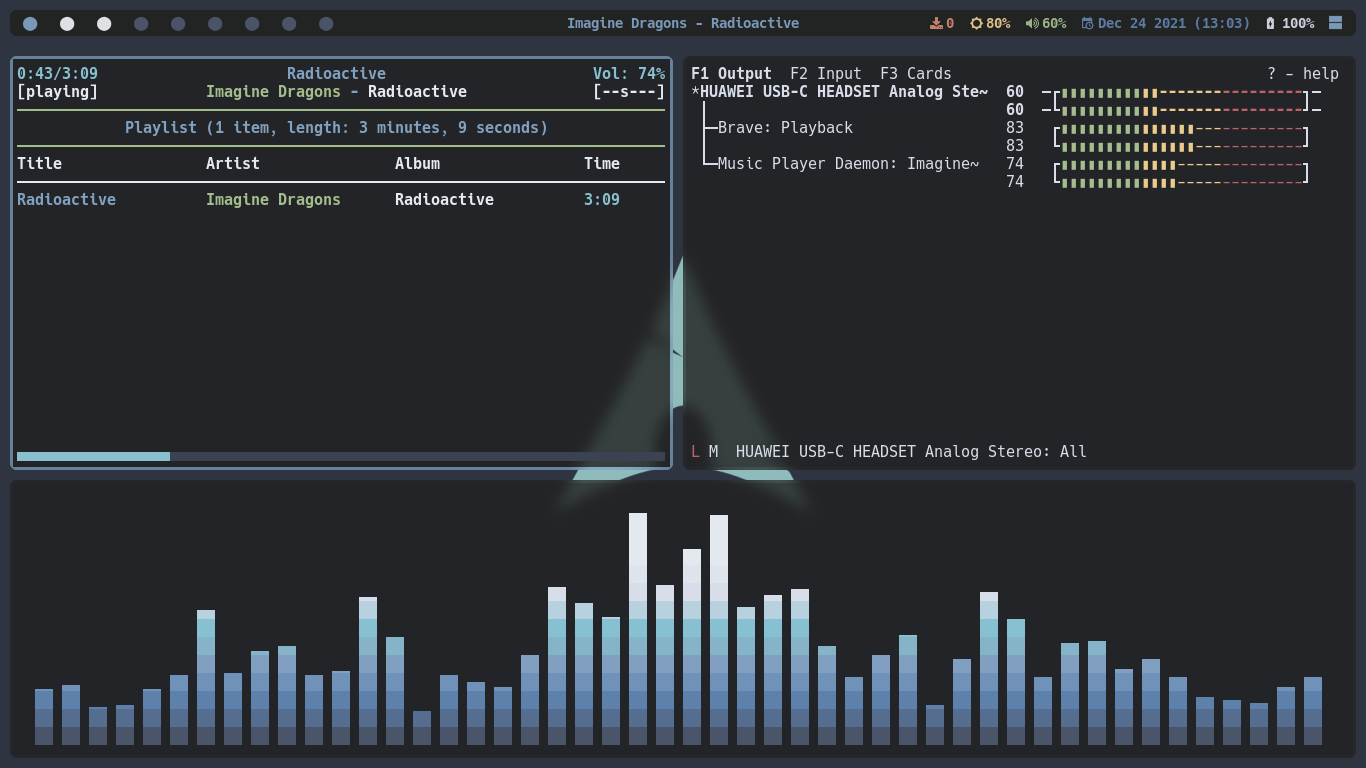 Imagine Dragons - Radioactive
0 80% 60% Dec 24 2021 (13:03) 100%
0:43/3:09 Radioactive Vol: 74%
[playing] Imagine Dragons - Radioactive [--s---]
Playlist (1 item, length: 3 minutes, 9 seconds)
Title Artist Album Time
Radioactive Imagine Dragons Radioactive 3:09
F1 Output F2 Input F3 Cards ? - help
*HUAWEI USB-C HEADSET Analog Ste~ 60
60
Brave: Playback 83
83
Music Player Daemon: Imagine~ 74
74
L M HUAWEI USB-C HEADSET Analog Stereo: All